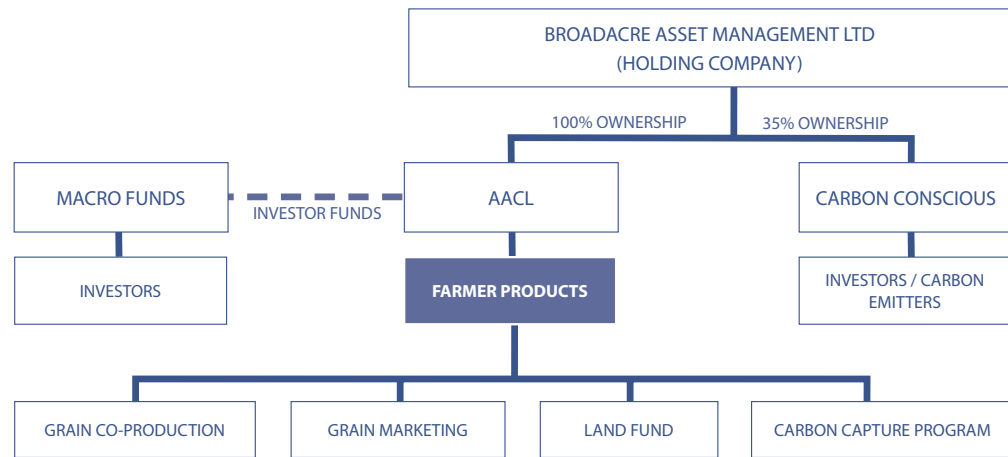 BROADACRE ASSET MANAGEMENT LTD
(HOLDING COMPANY)
100% OWNERSHIP
35% OWNERSHIP
MACRO FUNDS
INVESTOR FUNDS
AACL
CARBON CONSCIOUS
INVESTORS
FARMER PRODUCTS
INVESTORS / CARBON
EMITTERS
GRAIN CO-PRODUCTION
GRAIN MARKETING
LAND FUND
CARBON CAPTURE PROGRAM